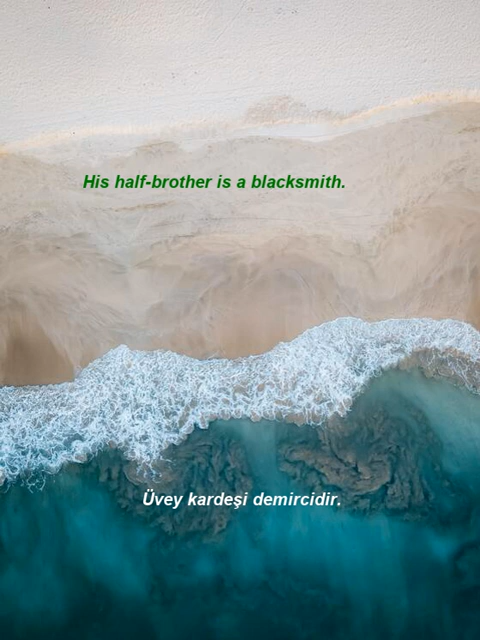 His half-brother is a blacksmith.
Üvey kardeşi demircidir.